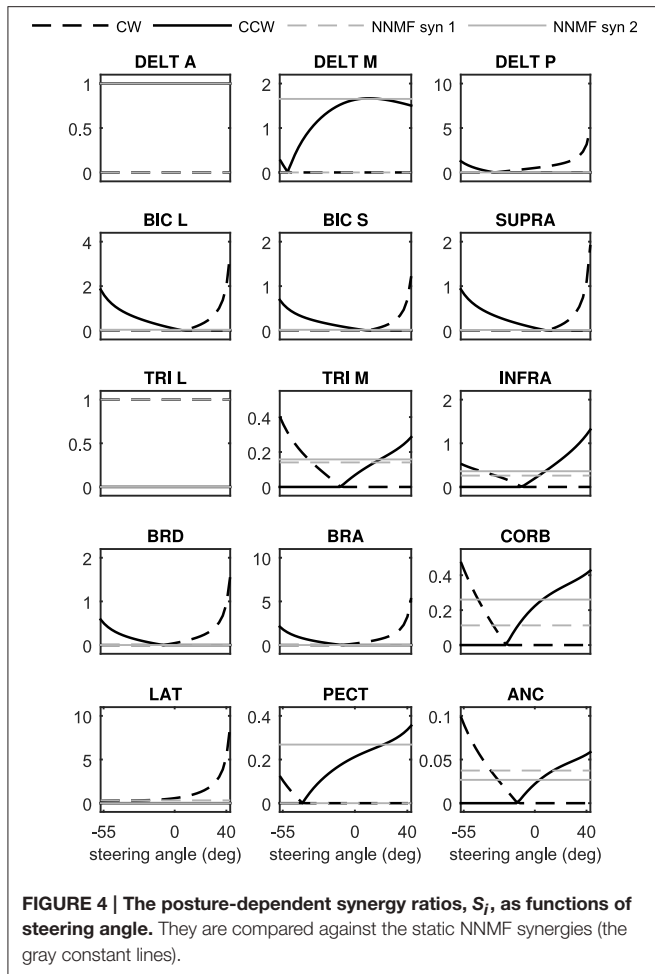 CW CCW NNMF syn 1 NNMF syn 2
DELT A DELT M DELT P
1 2 10
0.5 1 5
0 0 0
BIC L BIC S SUPRA
4 2 2
2 1 1
0 0 0
TRI L TRI M INFRA
1 0.4 2
0.5 0.2 1
0 0 0
BRD BRA CORB
2 10 0.4
1 5 0.2
0 0 0
LAT PECT ANC
10 0.4 0.1
5 0.2 0.05
0 0 0
-55 0 40 -55 0 40 -55 0 40
steering angle (deg) steering angle (deg) steering angle (deg)
FIGURE 4 | The posture-dependent synergy ratios, Si, as functions of
steering angle. They are compared against the static NNMF synergies (the
gray constant lines).